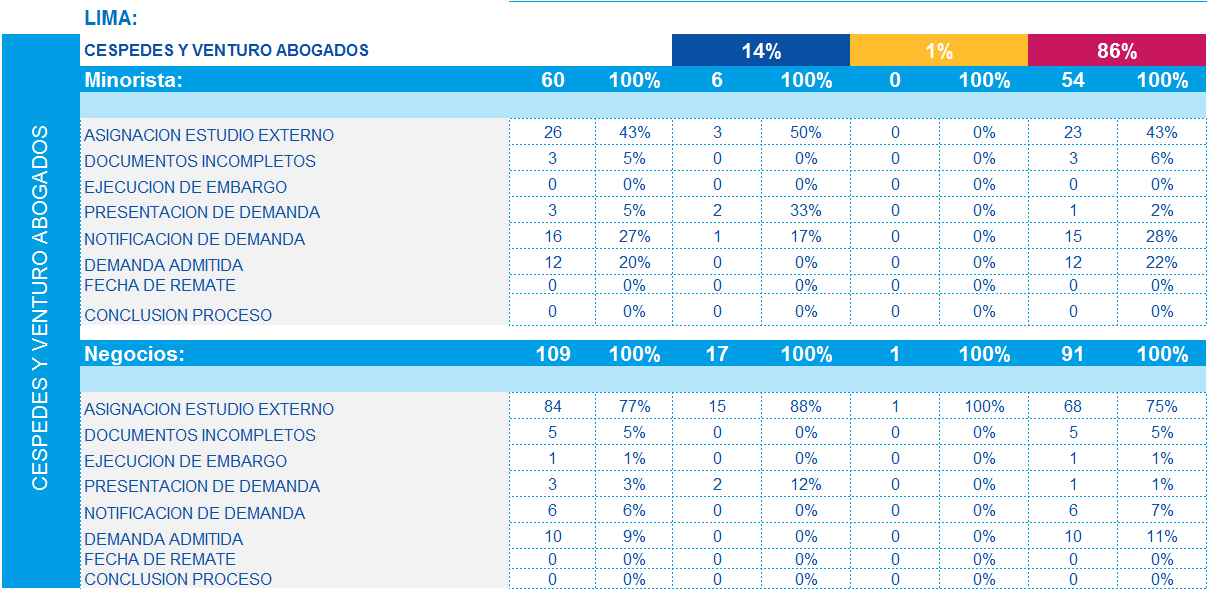 LIMA:
CESPEDES Y VENTURO ABOGADOS 14% 1% 86%
Minorista: 60 100% 6 100% 0 100% 54 100%
ASIGNACION ESTUDIO EXTERNO 26 43% 3 50% 0 0% 23 43%
DOCUMENTOS INCOMPLETOS 3 5% 0 0% 0 0% 3 6%
EJECUCION DE EMBARGO 0 0% 0 0% 0 0% 0 0%
PRESENTACION DE DEMANDA 3 5% 2 33% 0 0% 1 2%
NOTIFICACION DE DEMANDA 16 27% 1 17% 0 0% 15 28%
DEMANDA ADMITIDA 12 20% 0 0% 0 0% 12 22%
FECHA DE REMATE 0 0% 0 0% 0 0% 0 0%
CONCLUSION PROCESO 0 0% 0 0% 0 0% 0 0%
Negocios: 109 100% 17 100% 1 100% 91 100%
ASIGNACION ESTUDIO EXTERNO 84 77% 15 88% 1 100% 68 75%
DOCUMENTOS INCOMPLETOS 5 5% 0 0% 0 0% 5 5%
EJECUCION DE EMBARGO 1 1% 0 0% 0 0% 1 1%
PRESENTACION DE DEMANDA 3 3% 2 12% 0 0% 1 1%
NOTIFICACION DE DEMANDA 6 6% 0 0% 0 0% 6 7%
DEMANDA ADMITIDA 10 9% 0 0% 0 0% 10 11%
FECHA DE REMATE 0 0% 0 0% 0 0% 0 0%
CONCLUSION PROCESO 0 0% 0 0% 0 0% 0 0%
CESPEDES Y VENTURO ABOGADOS